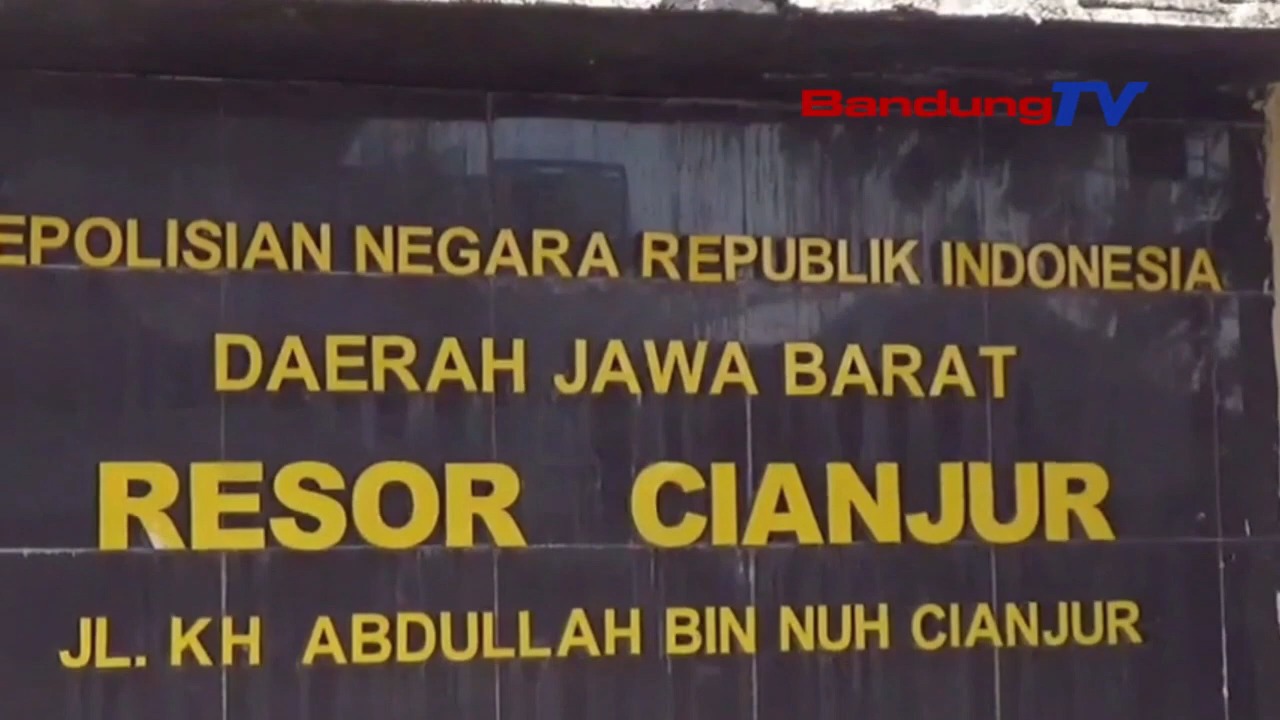 BandungTV
EPOLISIAN NEGARA REPUBLIK INDONESIA
DAERAH JAWA BARAT
RESOR CIANJUR
JL. KH ABDULLAH BIN NUH CIANJUR